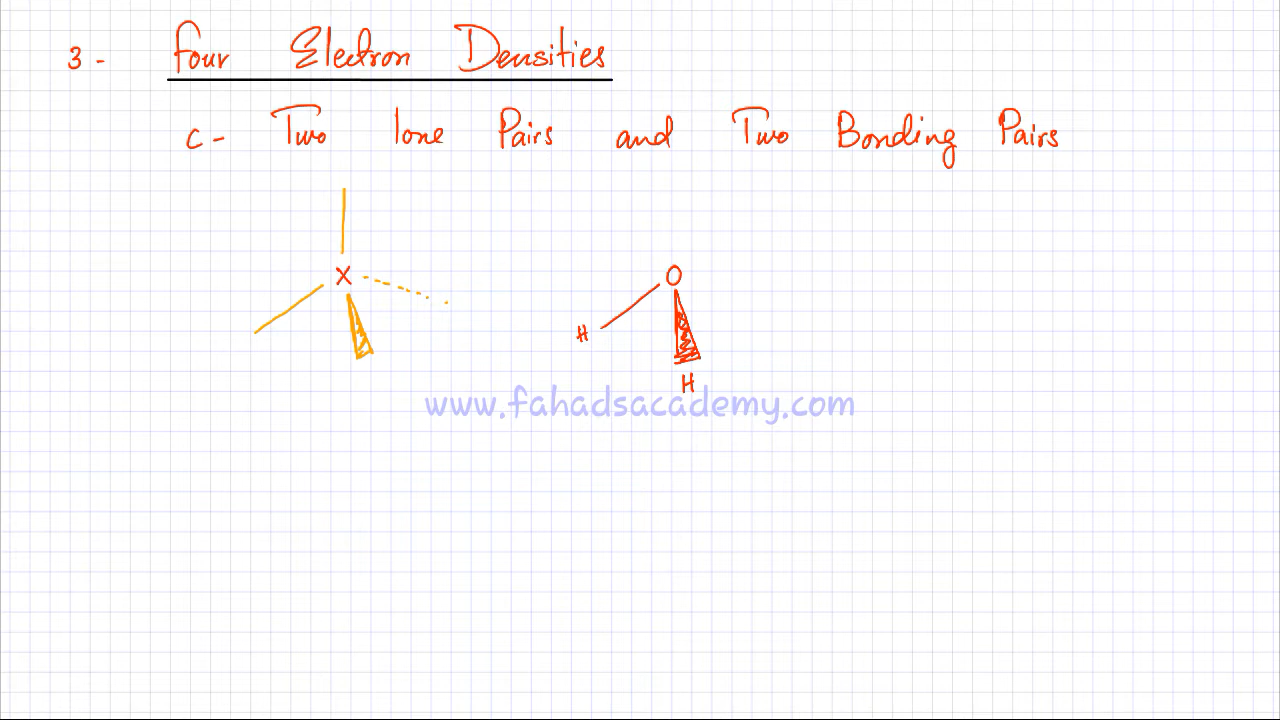 3 - Four Electron Densities
c - Two lone Pairs and Two Bonding Pairs
X
O
H
H
www.fahadsacademy.com